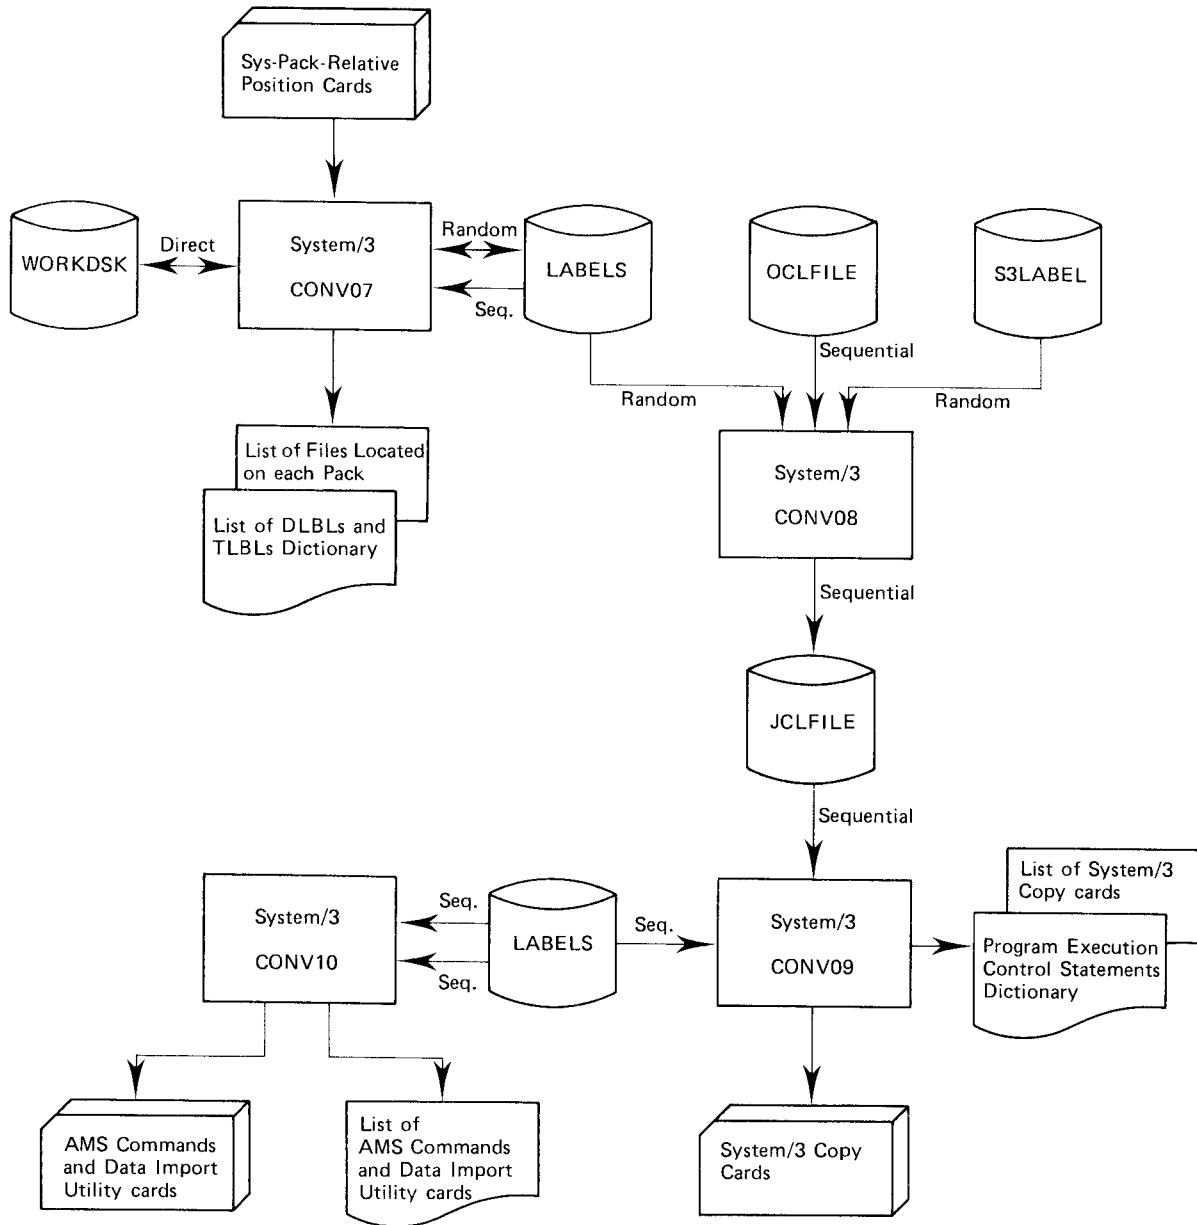 Sys-Pack-Relative
Position Cards
WORKDSK
Direct
System/3
CONV07
Random
Seq.
LABELS
OCLFILE
S3LABEL
Random
Sequential
Random
List of Files Located
on each Pack
List of DLBLs and
TLBLs Dictionary
System/3
CONV08
Sequential
JCLFILE
Sequential
System/3
CONV10
Seq.
Seq.
LABELS
Seq.
System/3
CONV09
List of System/3
Copy cards
Program Execution
Control Statements
Dictionary
AMS Commands
and Data Import
Utility cards
List of
AMS Commands
and Data Import
Utility cards
System/3 Copy
Cards